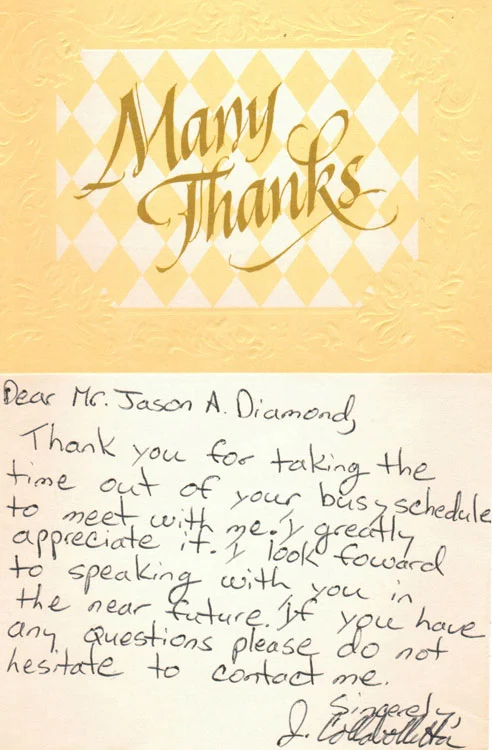 Many
Thanks
Dear Mr. Jason A. Diamond,
Thank you for taking the
time out of your busy schedule
to meet with me. I greatly
appreciate it. I look foward
to speaking with you in
the near future. If you have
any questions please do not
hesitate to contact me.
Sincerely,
J.